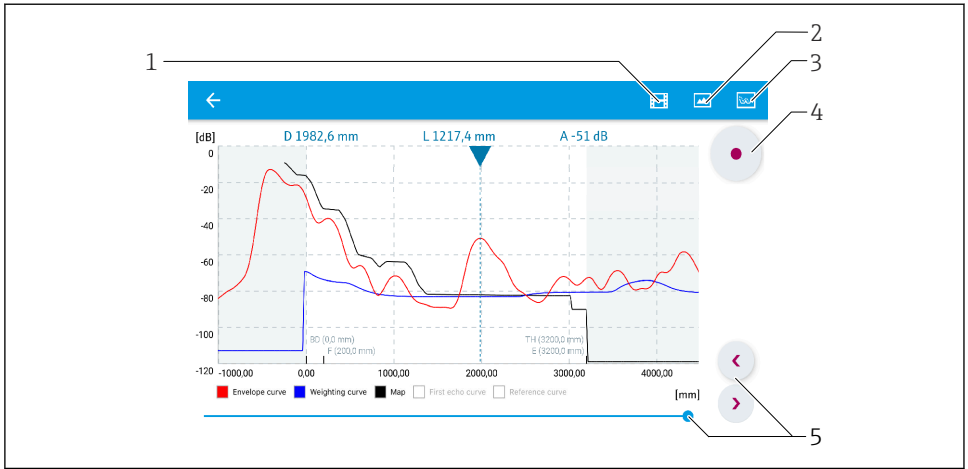 1
2
3
4
[dB]
D 1982,6 mm
L 1217,4 mm
A -51 dB
0
-20
-40
-60
-80
-100
-120
BD (0,0 mm)
F (200,0 mm)
TH (3200,0 mm)
E (3200,0 mm)
-1000,00
0,00
1000,00
2000,00
3000,00
4000,00
[mm]
Envelope curve
Weighting curve
Map
First echo curve
Reference curve
5